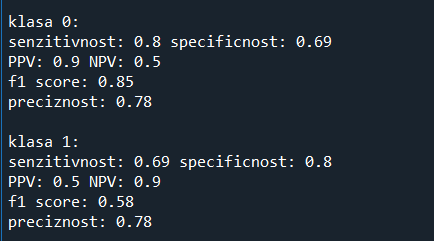 klasa 0:
senzitivnost: 0.8 specificnost: 0.69
PPV: 0.9 NPV: 0.5
f1 score: 0.85
preciznost: 0.78
klasa 1:
senzitivnost: 0.69 specificnost: 0.8
PPV: 0.5 NPV: 0.9
f1 score: 0.58
preciznost: 0.78